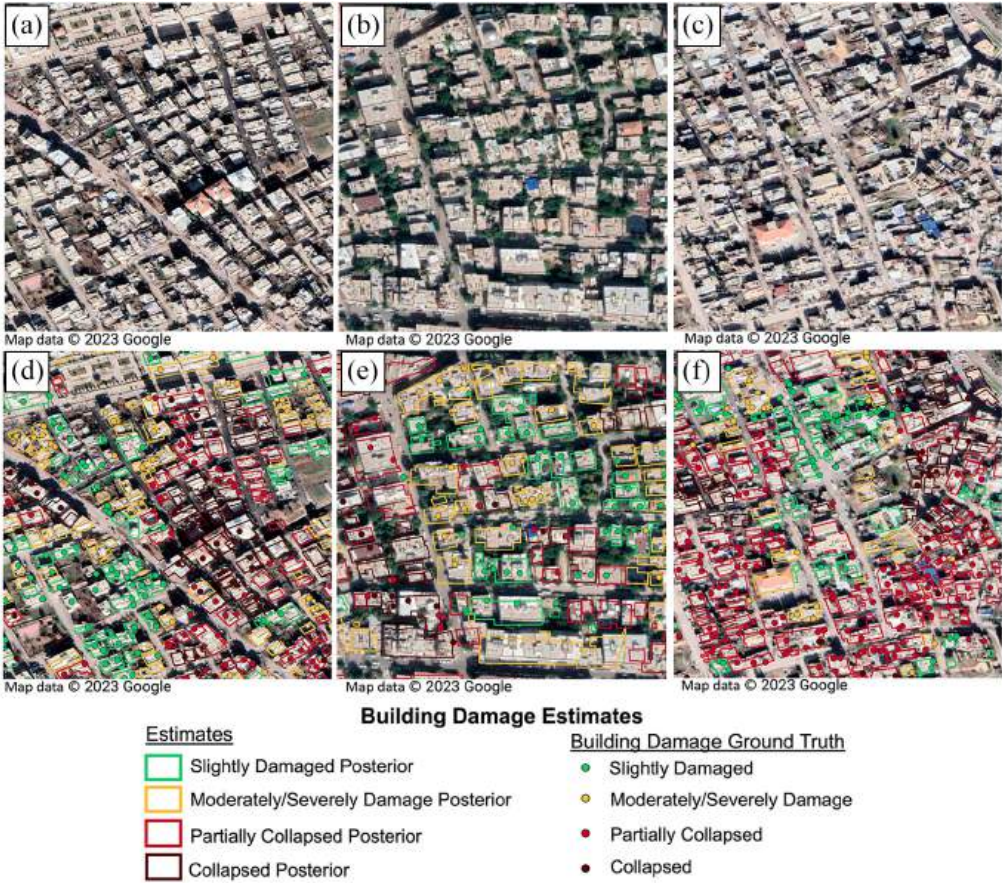 (a)
(b)
(c)
Map data © 2023 Google
Map data © 2023 Google
Map data © 2023 Google
(d)
(e)
(f)
Map data © 2023 Google
Map data © 2023 Google
Map data © 2023 Google
Building Damage Estimates
Estimates
Slightly Damaged Posterior
Moderately/Severely Damage Posterior
Partially Collapsed Posterior
Collapsed Posterior
Building Damage Ground Truth
Slightly Damaged
Moderately/Severely Damage
Partially Collapsed
Collapsed